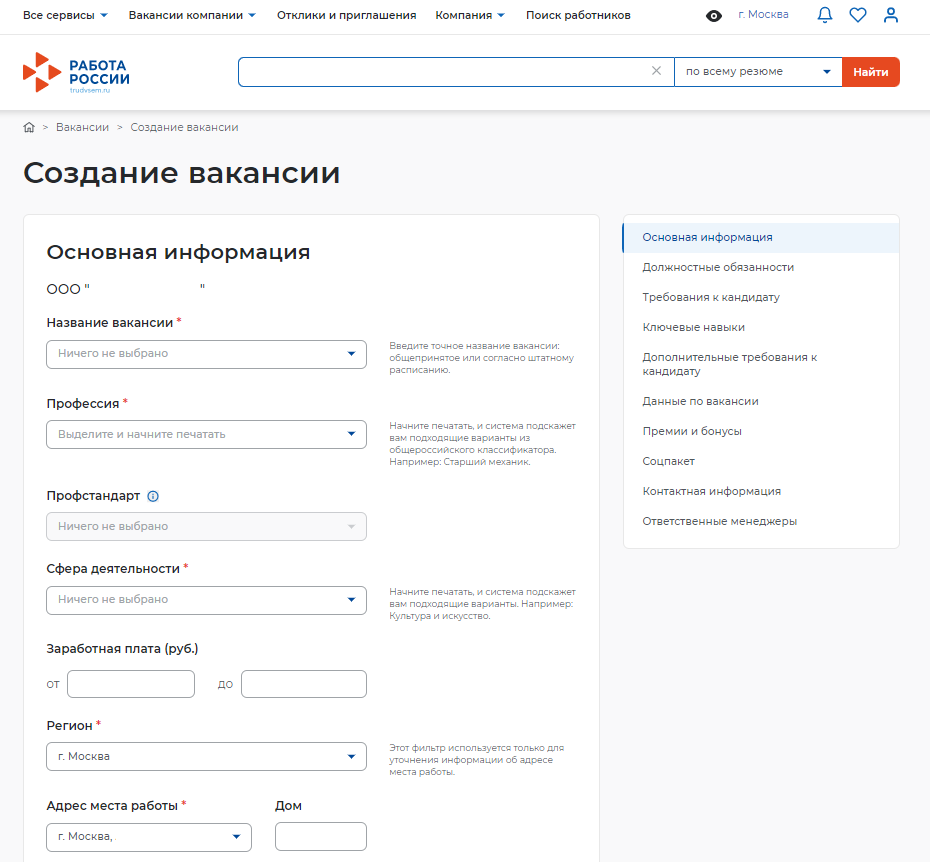 Все сервисы Вакансии компании Отклики и приглашения Компания Поиск работников г. Москва
РАБОТА
РОССИИ
trudvsem.ru
по всему резюме Найти
> Вакансии > Создание вакансии
Создание вакансии
Основная информация
ООО " "
Название вакансии *
Ничего не выбрано
Введите точное название вакансии:
общепринятое или согласно штатному
расписанию.
Профессия *
Выделите и начните печатать
Начните печатать, и система подскажет
вам подходящие варианты из
общероссийского классификатора.
Например: Старший механик.
Профстандарт
Ничего не выбрано
Сфера деятельности *
Ничего не выбрано
Начните печатать, и система подскажет
вам подходящие варианты. Например:
Культура и искусство.
Заработная плата (руб.)
от до
Регион *
г. Москва
Этот фильтр используется только для
уточнения информации об адресе
места работы.
Адрес места работы * Дом
г. Москва,
Основная информация
Должностные обязанности
Требования к кандидату
Ключевые навыки
Дополнительные требования к
кандидату
Данные по вакансии
Премии и бонусы
Соцпакет
Контактная информация
Ответственные менеджеры